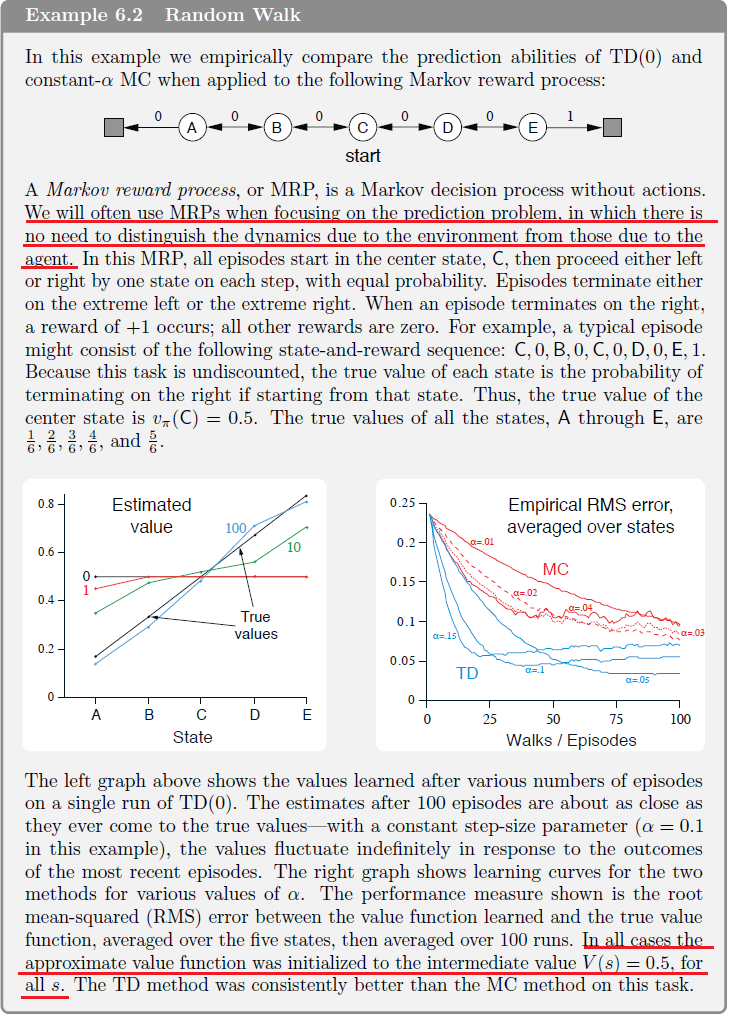 Example 6.2 Random Walk
In this example we empirically compare the prediction abilities of TD(0) and
constant-α MC when applied to the following Markov reward process:
0 0 0 0 0 1
A B C D E
start
A Markov reward process, or MRP, is a Markov decision process without actions.
We will often use MRPs when focusing on the prediction problem, in which there is
no need to distinguish the dynamics due to the environment from those due to the
agent. In this MRP, all episodes start in the center state, C, then proceed either left
or right by one state on each step, with equal probability. Episodes terminate either
on the extreme left or the extreme right. When an episode terminates on the right,
a reward of +1 occurs; all other rewards are zero. For example, a typical episode
might consist of the following state-and-reward sequence: C, 0, B, 0, C, 0, D, 0, E, 1.
Because this task is undiscounted, the true value of each state is the probability of
terminating on the right if starting from that state. Thus, the true value of the
center state is vπ(C) = 0.5. The true values of all the states, A through E, are
1/6, 2/6, 3/6, 4/6, and 5/6.
Estimated
value
0.8
0.6
0.4
0.2
0
0
1
10
100
True
values
A B C D E
State
Empirical RMS error,
averaged over states
0.25
0.2
0.15
0.1
0.05
0
α=.01
MC
α=.02
α=.04
α=.03
α=.15
TD
α=.1
α=.05
0 25 50 75 100
Walks / Episodes
The left graph above shows the values learned after various numbers of episodes
on a single run of TD(0). The estimates after 100 episodes are about as close as
they ever come to the true values—with a constant step-size parameter (α = 0.1
in this example), the values fluctuate indefinitely in response to the outcomes
of the most recent episodes. The right graph shows learning curves for the two
methods for various values of α. The performance measure shown is the root
mean-squared (RMS) error between the value function learned and the true value
function, averaged over the five states, then averaged over 100 runs. In all cases the
approximate value function was initialized to the intermediate value V(s) = 0.5, for
all s. The TD method was consistently better than the MC method on this task.